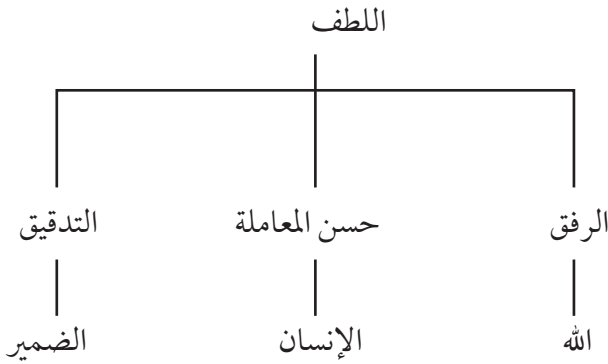 اللطف
الرفق حسن المعاملة التدقيق
الله الإنسان الضمير